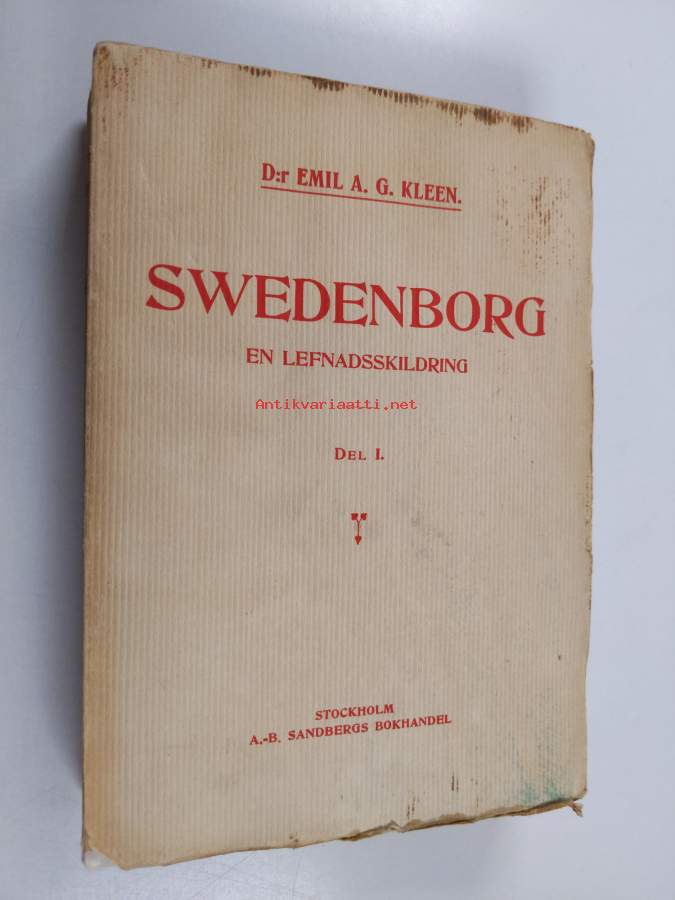 D:r EMIL A. G. KLEEN.
SWEDENBORG
EN LEFNADSSKILDRING
Antikvariaatti.net
DEL I.
STOCKHOLM
A.-B. SANDBERGS BOKHANDEL